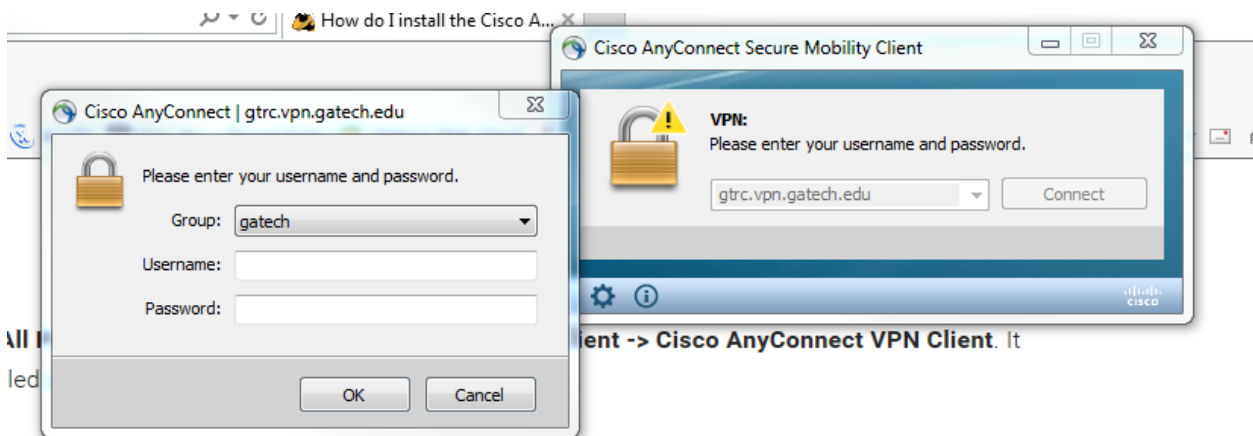 How do I install the Cisco A...
Cisco AnyConnect Secure Mobility Client
VPN:
Please enter your username and password.
gtrc.vpn.gatech.edu
Connect
cisco
Cisco AnyConnect | gtrc.vpn.gatech.edu
Please enter your username and password.
Group: gatech
Username:
Password:
OK Cancel
All
ient -> Cisco AnyConnect VPN Client. It
led